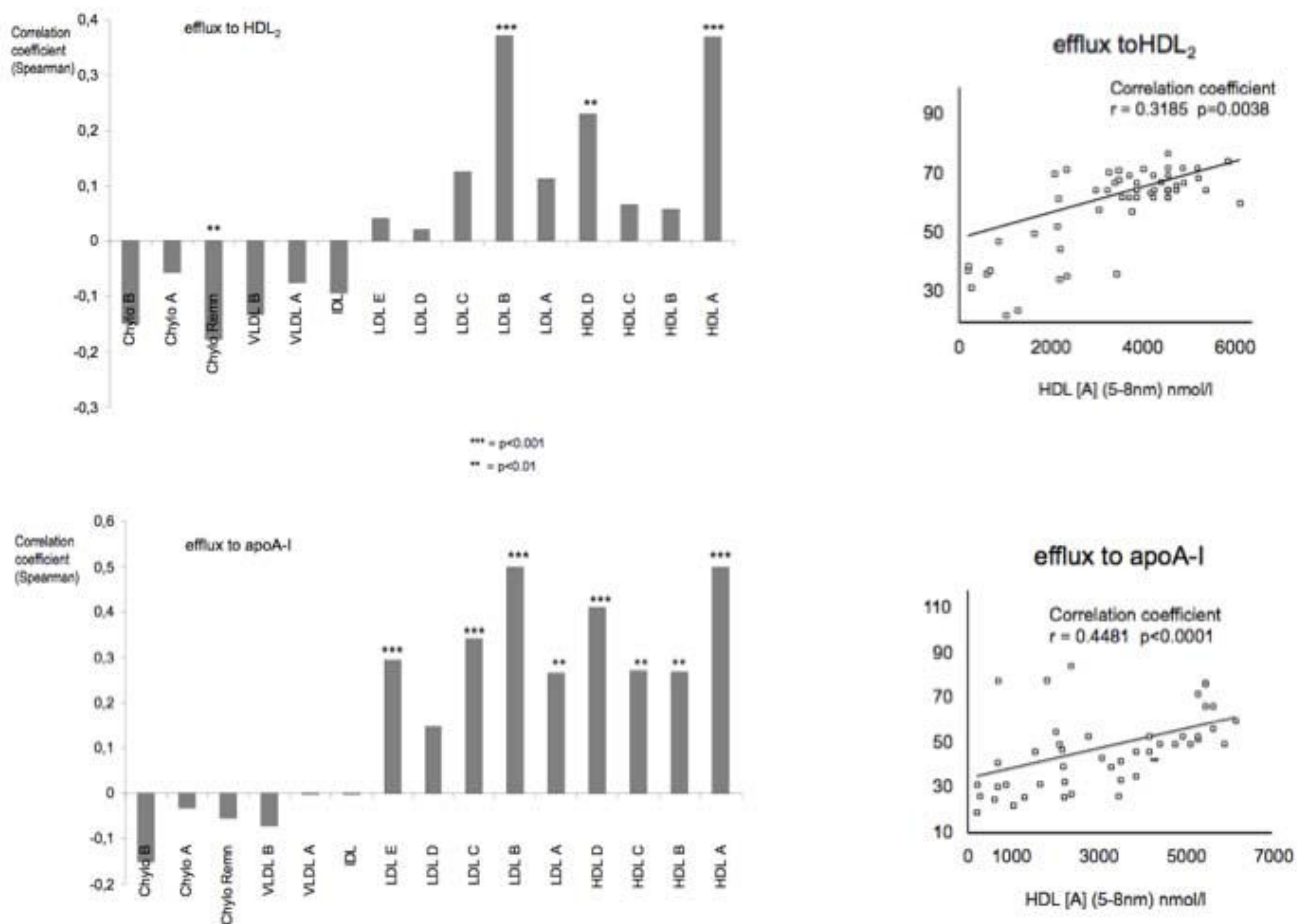 Correlation
coefficient
(Spearman)
efflux to HDL₂
0,4
0,3
0,2
0,1
0
-0,1
-0,2
-0,3
***
**
***
**
Chylo B
Chylo A
Chylo Remn
VLDL B
VLDL A
IDL
LDL E
LDL D
LDL C
LDL B
LDL A
HDL D
HDL C
HDL B
HDL A
efflux toHDL₂
Correlation coefficient
r = 0.3185 p=0.0038
90
70
50
30
0 2000 4000 6000
HDL [A] (5-8nm) nmol/l
*** = p<0.001
** = p<0.01
Correlation
coefficient
(Spearman)
efflux to apoA-I
0,6
0,5
0,4
0,3
0,2
0,1
0
-0,1
-0,2
***
***
***
**
***
**
**
***
Chylo B
Chylo A
Chylo Remn
VLDL B
VLDL A
IDL
LDL E
LDL D
LDL C
LDL B
LDL A
HDL D
HDL C
HDL B
HDL A
efflux to apoA-I
Correlation coefficient
r = 0.4481 p<0.0001
110
90
70
50
30
10
0 1000 3000 5000 7000
HDL [A] (5-8nm) nmol/l